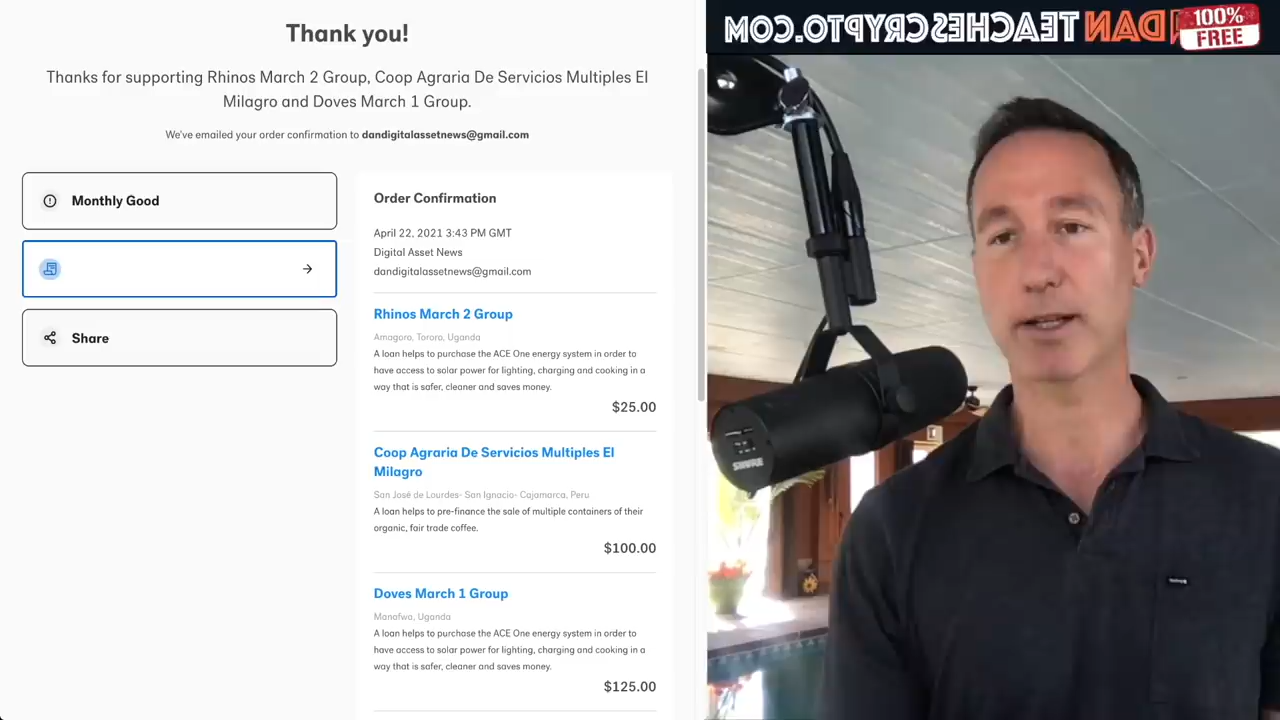 Thank you!
Thanks for supporting Rhinos March 2 Group, Coop Agraria De Servicios Multiples El
Milagro and Doves March 1 Group.
We've emailed your order confirmation to dandigitalassetnews@gmail.com
Monthly Good
Share
Order Confirmation
April 22, 2021 3:43 PM GMT
Digital Asset News
dandigitalassetnews@gmail.com
Rhinos March 2 Group
Amagoro, Tororo, Uganda
A loan helps to purchase the ACE One energy system in order to
have access to solar power for lighting, charging and cooking in a
way that is safer, cleaner and saves money.
$25.00
Coop Agraria De Servicios Multiples El
Milagro
San José de Lourdes- San Ignacio- Cajamarca, Peru
A loan helps to pre-finance the sale of multiple containers of their
organic, fair trade coffee.
$100.00
Doves March 1 Group
Manafwa, Uganda
A loan helps to purchase the ACE One energy system in order to
have access to solar power for lighting, charging and cooking in a
way that is safer, cleaner and saves money.
$125.00
DANTEACHESCRYPTO.COM
100%
FREE
SHURE
Hurley